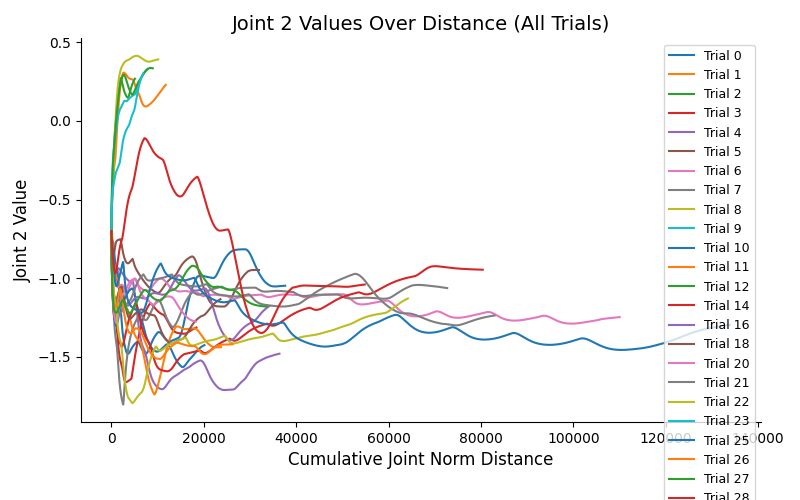 Joint 2 Values Over Distance (All Trials)
Joint 2 Value
0.5
0.0
−0.5
−1.0
−1.5
0
20000
40000
60000
80000
100000
Cumulative Joint Norm Distance
Trial 0
Trial 1
Trial 2
Trial 3
Trial 4
Trial 5
Trial 6
Trial 7
Trial 8
Trial 9
Trial 10
Trial 11
Trial 12
Trial 14
Trial 16
Trial 18
Trial 20
Trial 21
Trial 22
Trial 23
Trial 25
Trial 26
Trial 27
Trial 28
120000
140000